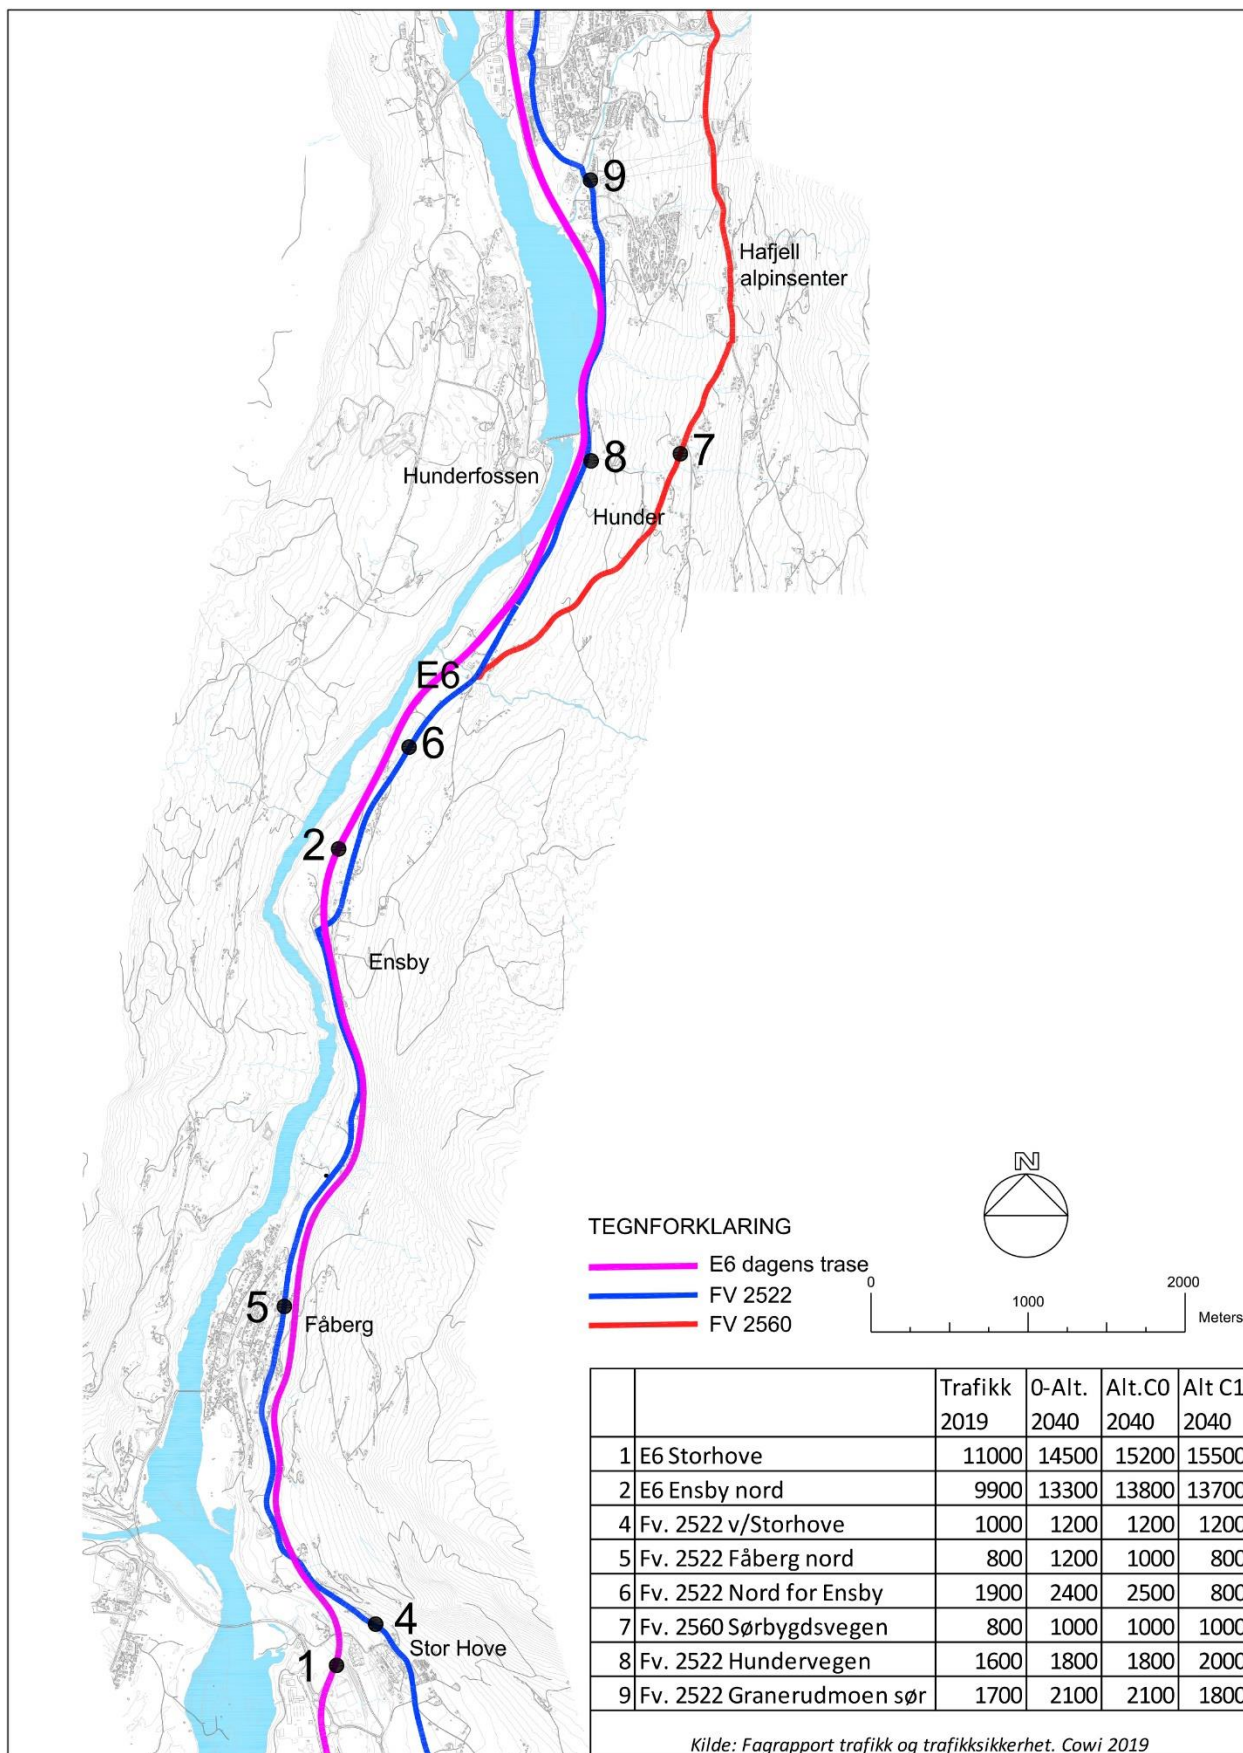 9
Hafjell
alpinsenter
7
8
Hunderfossen
Hunder
E6
6
2
Ensby
N
TEGNFORKLARING
E6 dagens trase
FV 2522
FV 2560
0 2000
1000
Meters
5
Fåberg
4
Stor Hove
1
Trafikk 0-Alt. Alt.C0 Alt C1
2019 2040 2040 2040
1 E6 Storhove 11000 14500 15200 15500
2 E6 Ensby nord 9900 13300 13800 13700
4 Fv. 2522 v/Storhove 1000 1200 1200 1200
5 Fv. 2522 Fåberg nord 800 1200 1000 800
6 Fv. 2522 Nord for Ensby 1900 2400 2500 800
7 Fv. 2560 Sørbygdsvegen 800 1000 1000 1000
8 Fv. 2522 Hundervegen 1600 1800 1800 2000
9 Fv. 2522 Granerudmoen sør 1700 2100 2100 1800
Kilde: Fagrapport trafikk og trafikksikkerhet. Cowi 2019